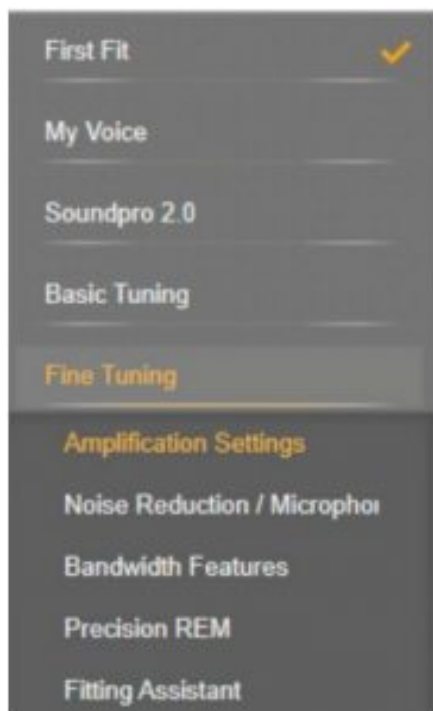 First Fit
My Voice
Soundpro 2.0
Basic Tuning
Fine Tuning
Amplification Settings
Noise Reduction / Micropho
Bandwidth Features
Precision REM
Fitting Assistant